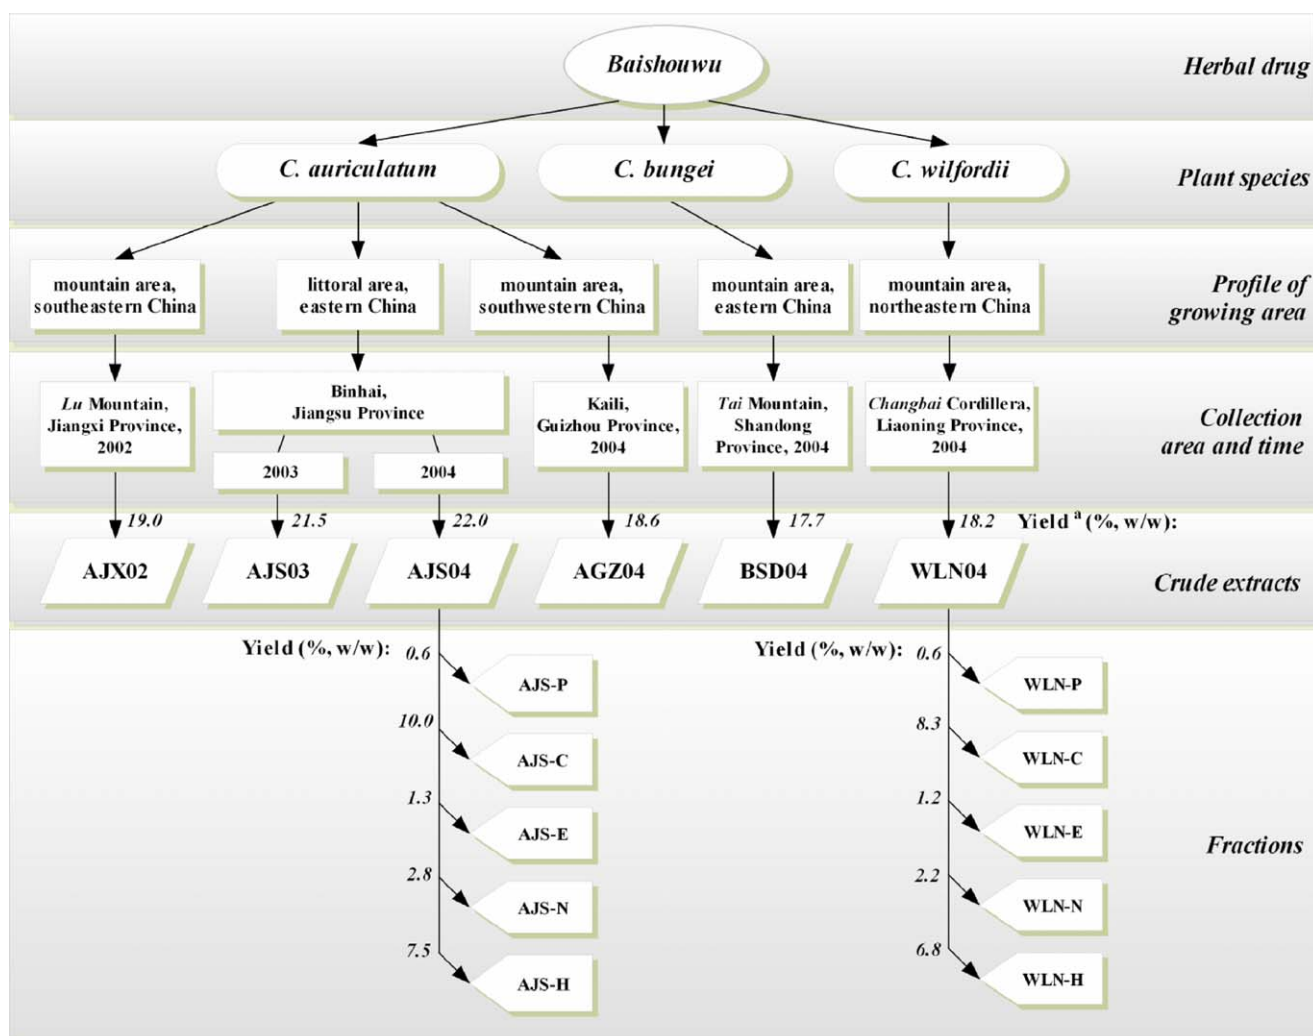 Baishouwu
Herbal drug
C. auriculatum
C. bungei
C. wilfordii
Plant species
mountain area,
southeastern China
littoral area,
eastern China
mountain area,
southwestern China
mountain area,
eastern China
mountain area,
northeastern China
Profile of
growing area
Lu Mountain,
Jiangxi Province,
2002
Binhai,
Jiangsu Province
2003
2004
Kaili,
Guizhou Province,
2004
Tai Mountain,
Shandong
Province, 2004
Changbai Cordillera,
Liaoning Province,
2004
Collection
area and time
19.0
21.5
22.0
18.6
17.7
18.2
Yield a (%, w/w):
AJX02
AJS03
AJS04
AGZ04
BSD04
WLN04
Crude extracts
Yield (%, w/w):
0.6
AJS-P
10.0
AJS-C
1.3
AJS-E
2.8
AJS-N
7.5
AJS-H
Yield (%, w/w):
0.6
WLN-P
8.3
WLN-C
1.2
WLN-E
2.2
WLN-N
6.8
WLN-H
Fractions